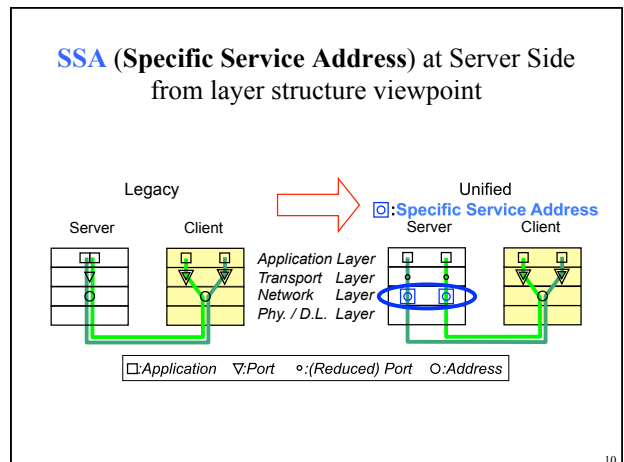 SSA (Specific Service Address) at Server Side
from layer structure viewpoint
Legacy
Unified
:Specific Service Address
Server
Client
Server
Client
Application Layer
Transport Layer
Network Layer
Phy. / D.L. Layer
:Application :Port :(Reduced) Port :Address
10